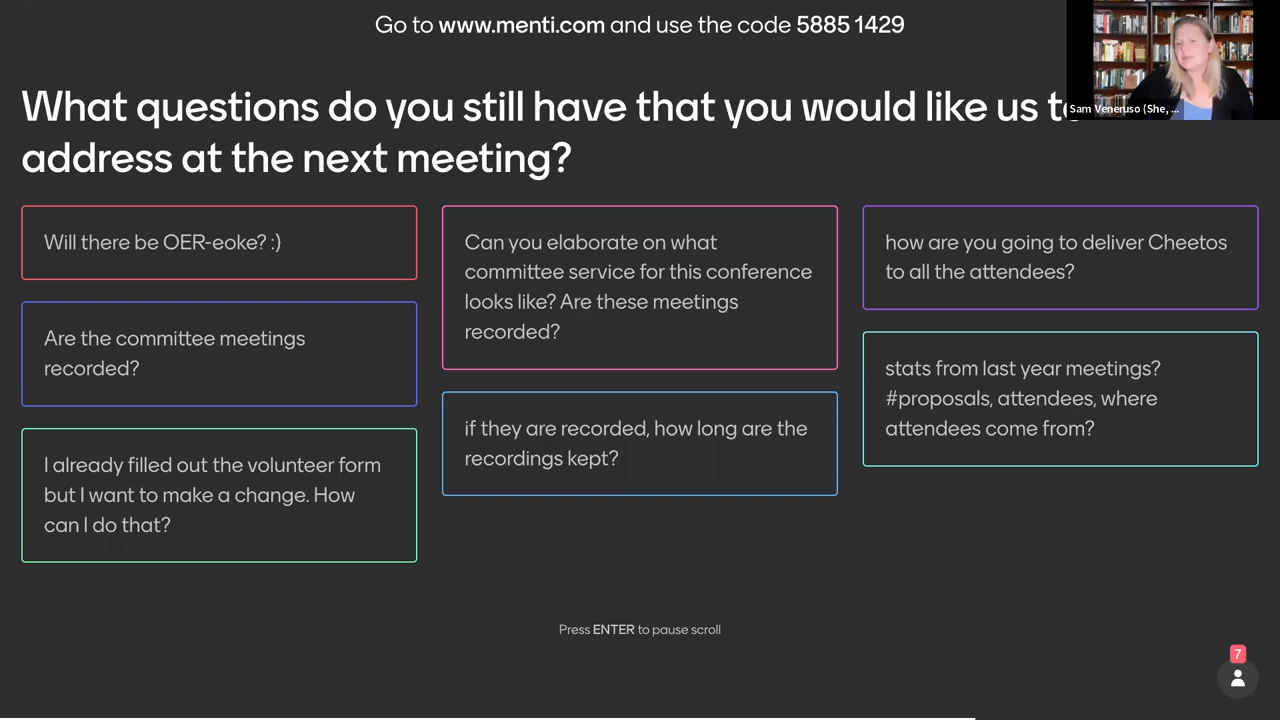 Go to www.menti.com and use the code 5885 1429
Sam Veneruso (She, ...
What questions do you still have that you would like us to
address at the next meeting?
Will there be OER-eoke? :)
Are the committee meetings
recorded?
I already filled out the volunteer form
but I want to make a change. How
can I do that?
Can you elaborate on what
committee service for this conference
looks like? Are these meetings
recorded?
if they are recorded, how long are the
recordings kept?
how are you going to deliver Cheetos
to all the attendees?
stats from last year meetings?
#proposals, attendees, where
attendees come from?
Press ENTER to pause scroll
7